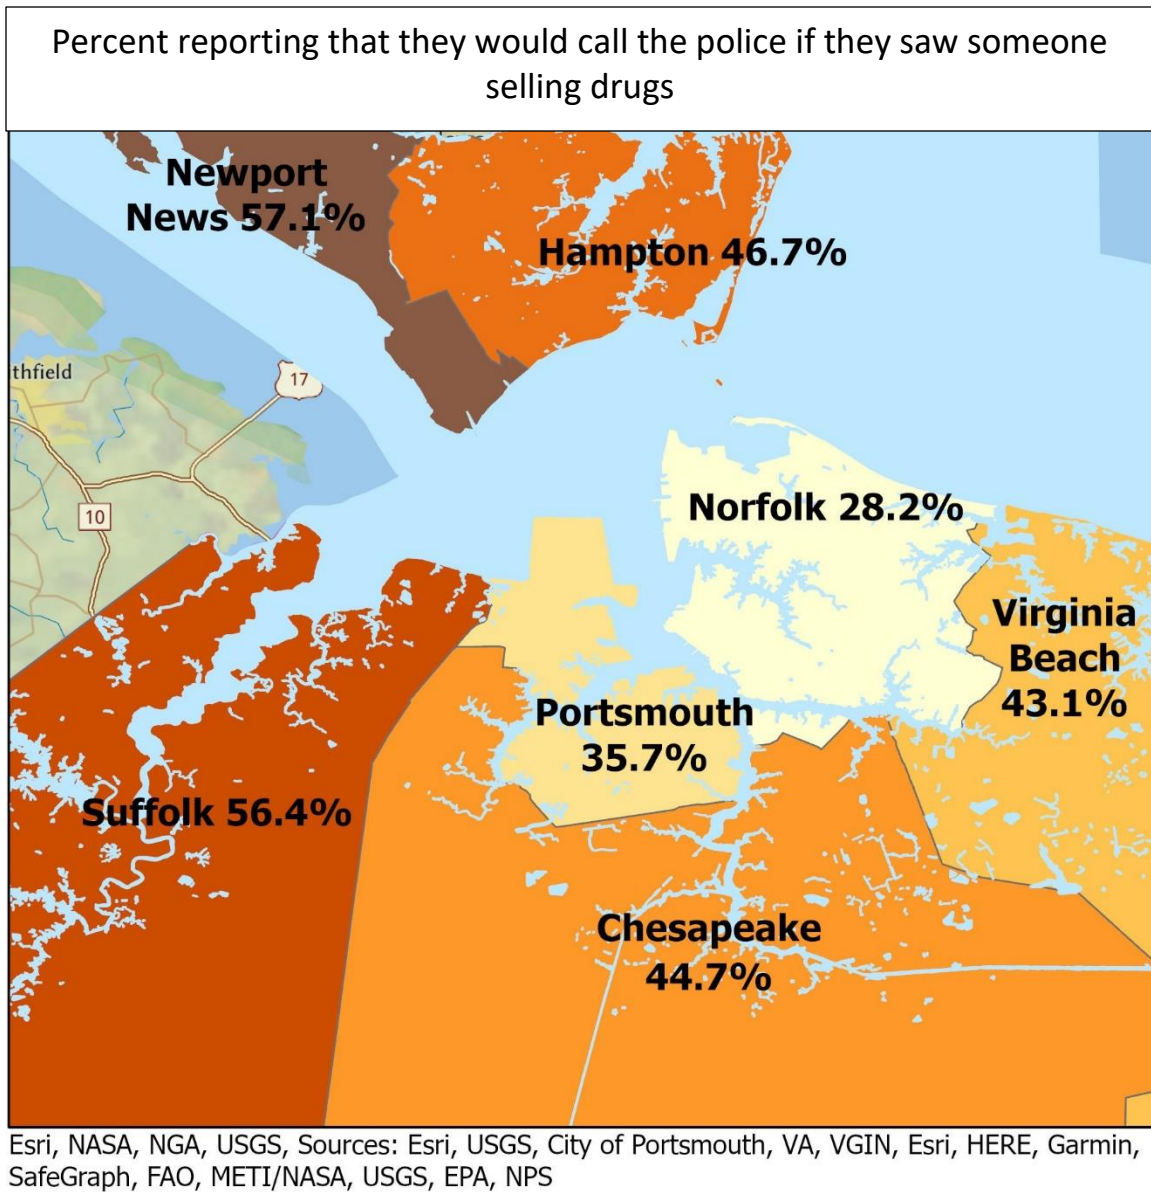 Percent reporting that they would call the police if they saw someone
selling drugs
Newport
News 57.1%
Hampton 46.7%
thfield
17
10
Norfolk 28.2%
Virginia
Beach
43.1%
Portsmouth
35.7%
Suffolk 56.4%
Chesapeake
44.7%
Esri, NASA, NGA, USGS, Sources: Esri, USGS, City of Portsmouth, VA, VGIN, Esri, HERE, Garmin,
SafeGraph, FAO, METI/NASA, USGS, EPA, NPS